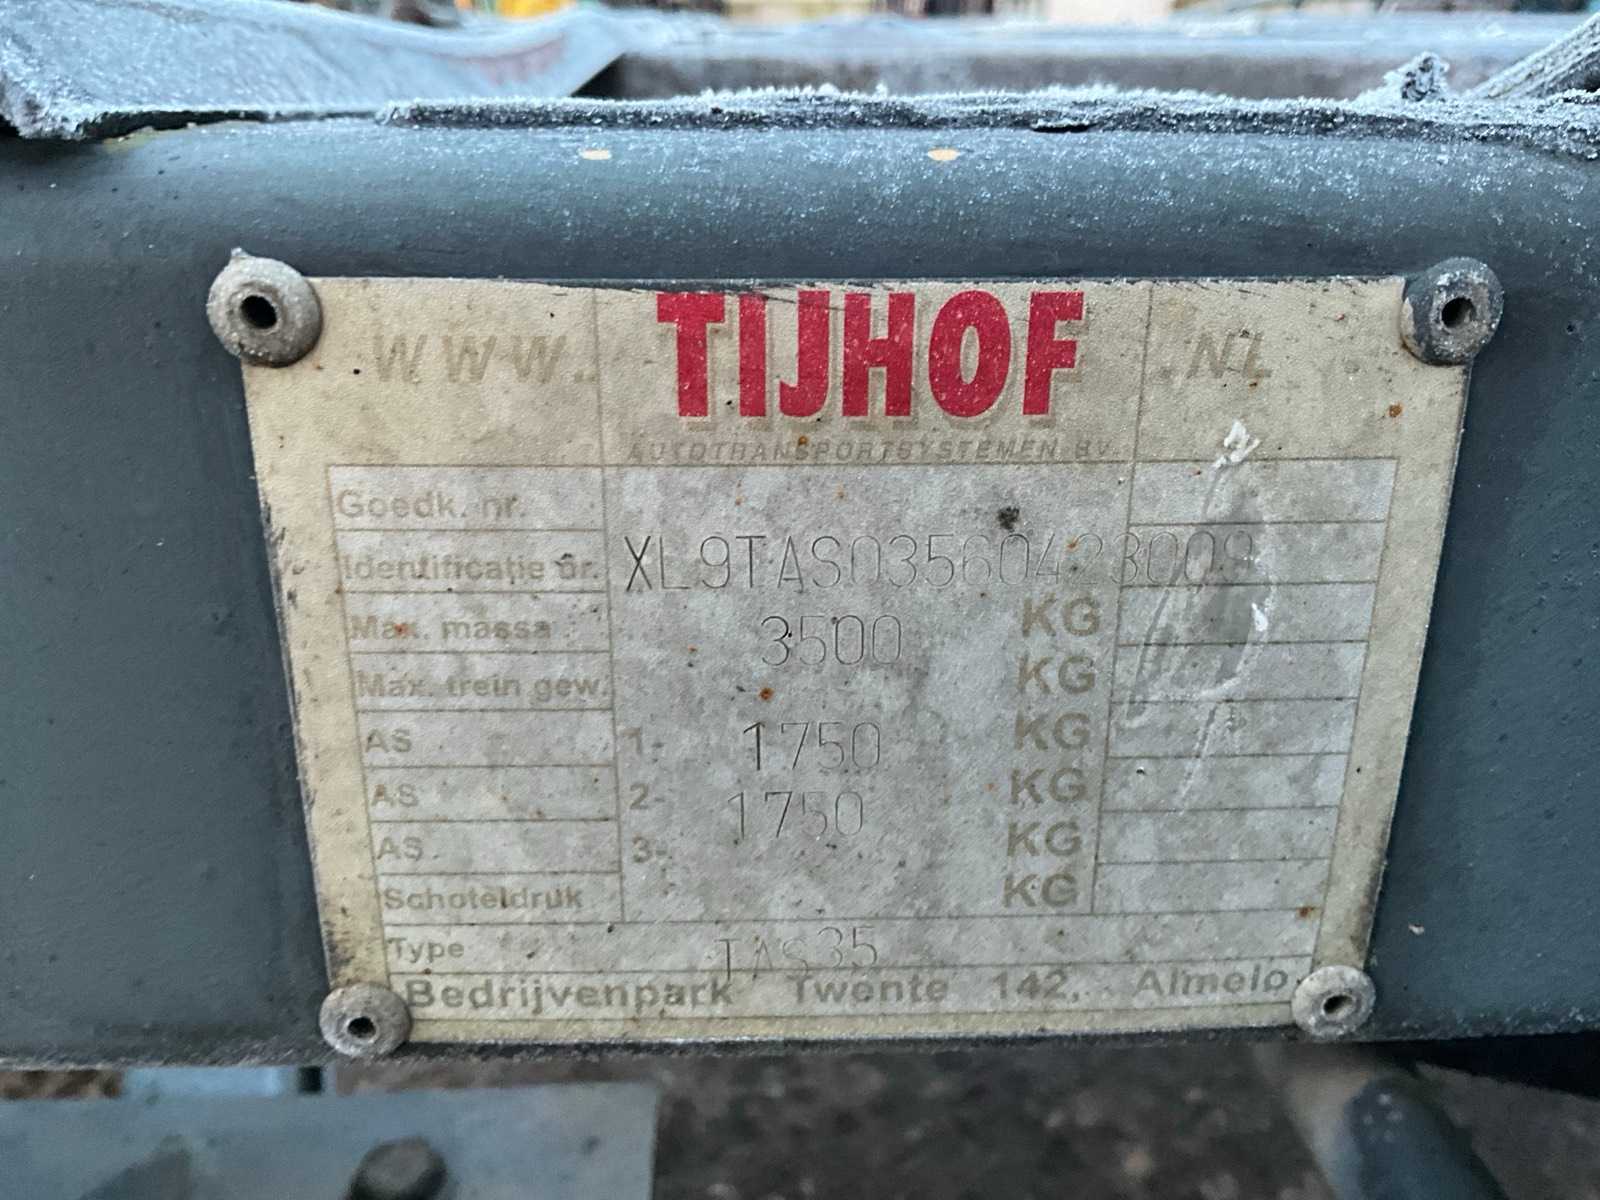 WWW. TIJHOF .NL
AUTOTRANSPORTSYSTEMEN BV.
Goedk. nr.
Identificatie nr. XL9TAS03560423009
Max. massa 3500 KG
Max. trein gew. KG
AS 1- 1750 KG
AS 2- 1750 KG
AS 3- KG
Schoteldruk KG
Type TAS35
Bedrijvenpark Twente 142, Almelo